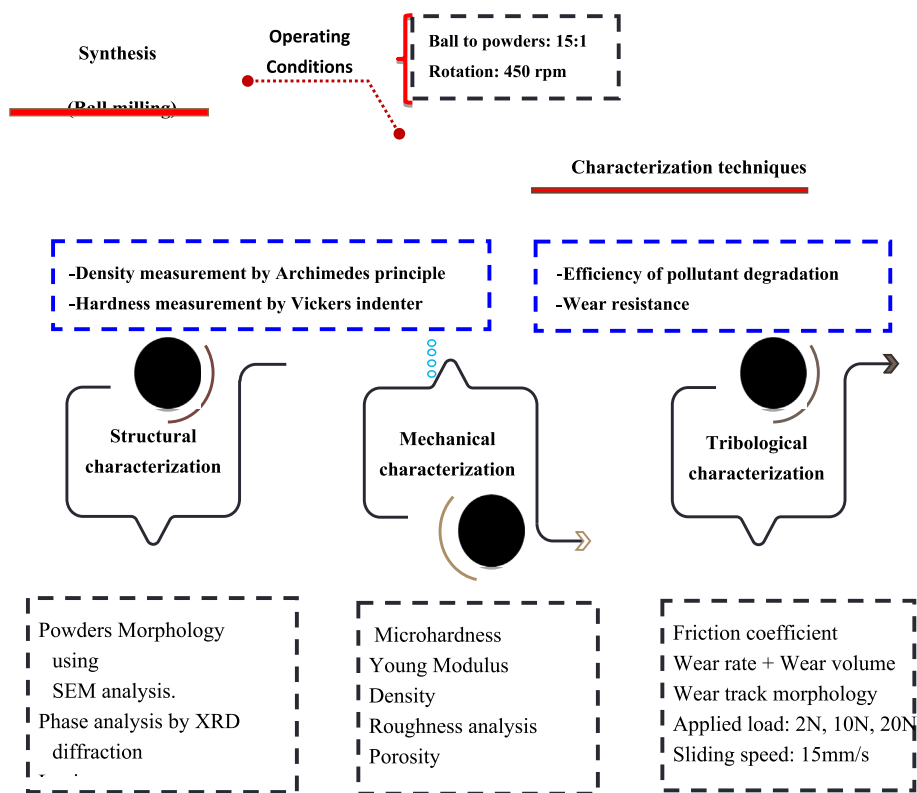 Synthesis
(Ball milling)
Operating
Conditions
Ball to powders: 15:1
Rotation: 450 rpm
Characterization techniques
-Density measurement by Archimedes principle
-Hardness measurement by Vickers indenter
-Efficiency of pollutant degradation
-Wear resistance
Structural
characterization
Mechanical
characterization
Tribological
characterization
Powders Morphology
using
SEM analysis.
Phase analysis by XRD
diffraction
Microhardness
Young Modulus
Density
Roughness analysis
Porosity
Friction coefficient
Wear rate + Wear volume
Wear track morphology
Applied load: 2N, 10N, 20N
Sliding speed: 15mm/s